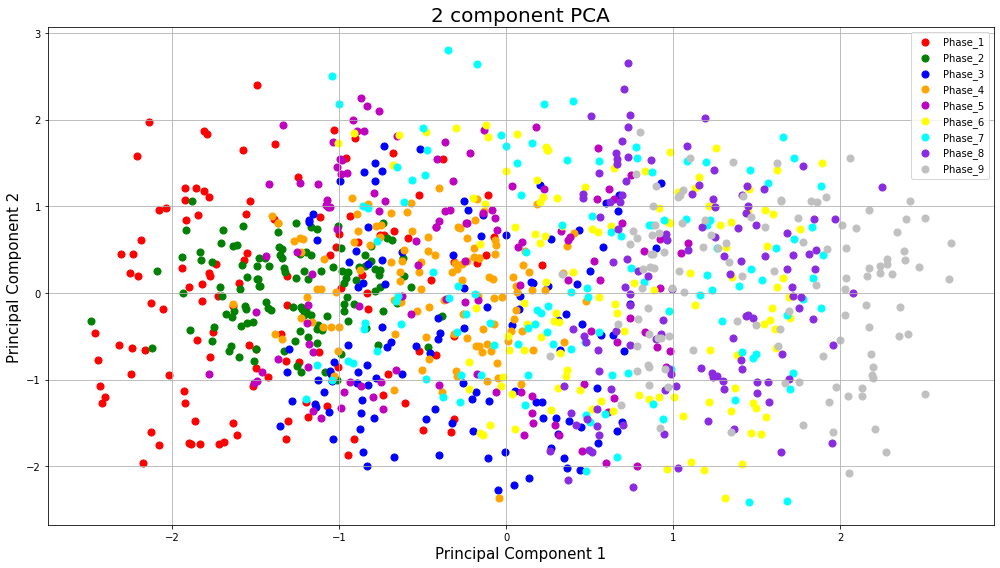 2 component PCA
3
2
1
0
−1
−2
−2
−1
0
1
2
Principal Component 2
Principal Component 1
Phase_1
Phase_2
Phase_3
Phase_4
Phase_5
Phase_6
Phase_7
Phase_8
Phase_9